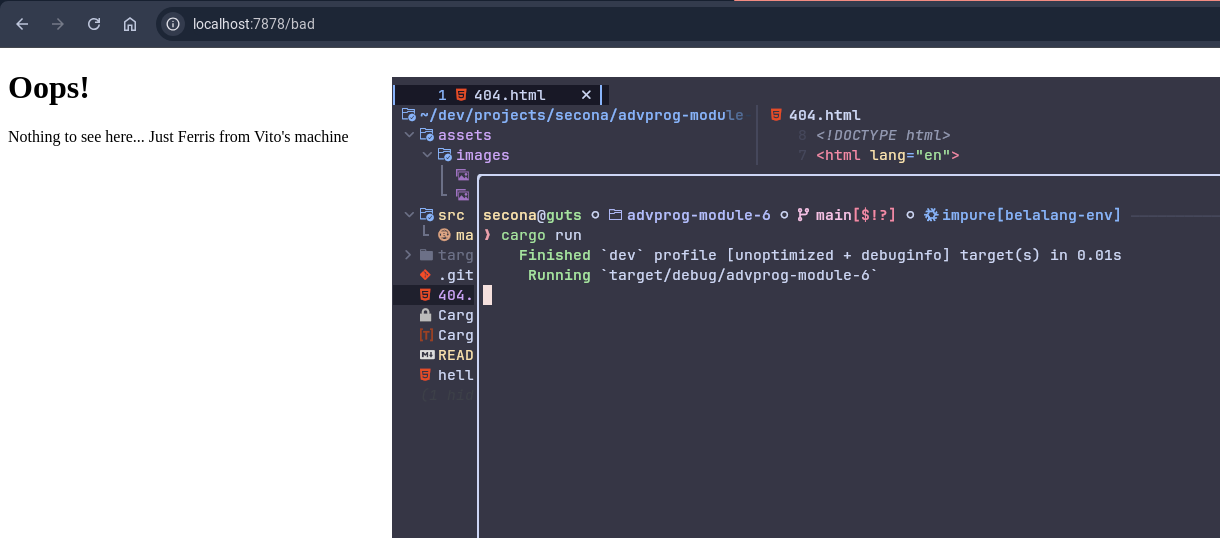 localhost:7878/bad
Oops!
Nothing to see here... Just Ferris from Vito's machine
1 404.html ✕
~/dev/projects/secona/advprog-module
assets
images
src
ma
targ
.git
404.
Carg
Carg
READ
hell
(1 hid
404.html
8 <!DOCTYPE html>
7 <html lang="en">
secona@guts advprog-module-6 main[$!?] impure[belalang-env]
❱ cargo run
Finished `dev` profile [unoptimized + debuginfo] target(s) in 0.01s
Running `target/debug/advprog-module-6`